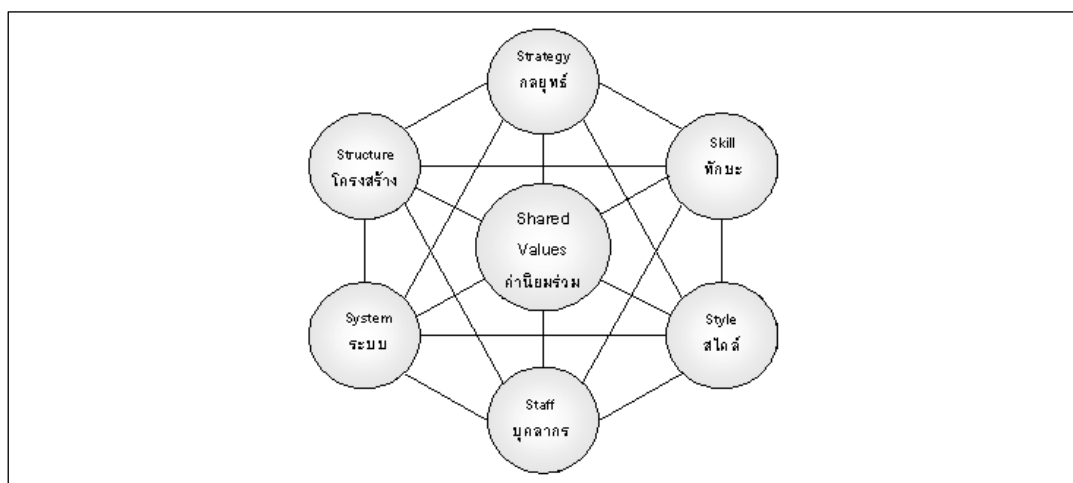 Strategy
กลยุทธ์
Structure
โครงสร้าง
Skill
ทักษะ
Shared
Values
ค่านิยมร่วม
System
ระบบ
Style
สไตล์
Staff
บุคลากร